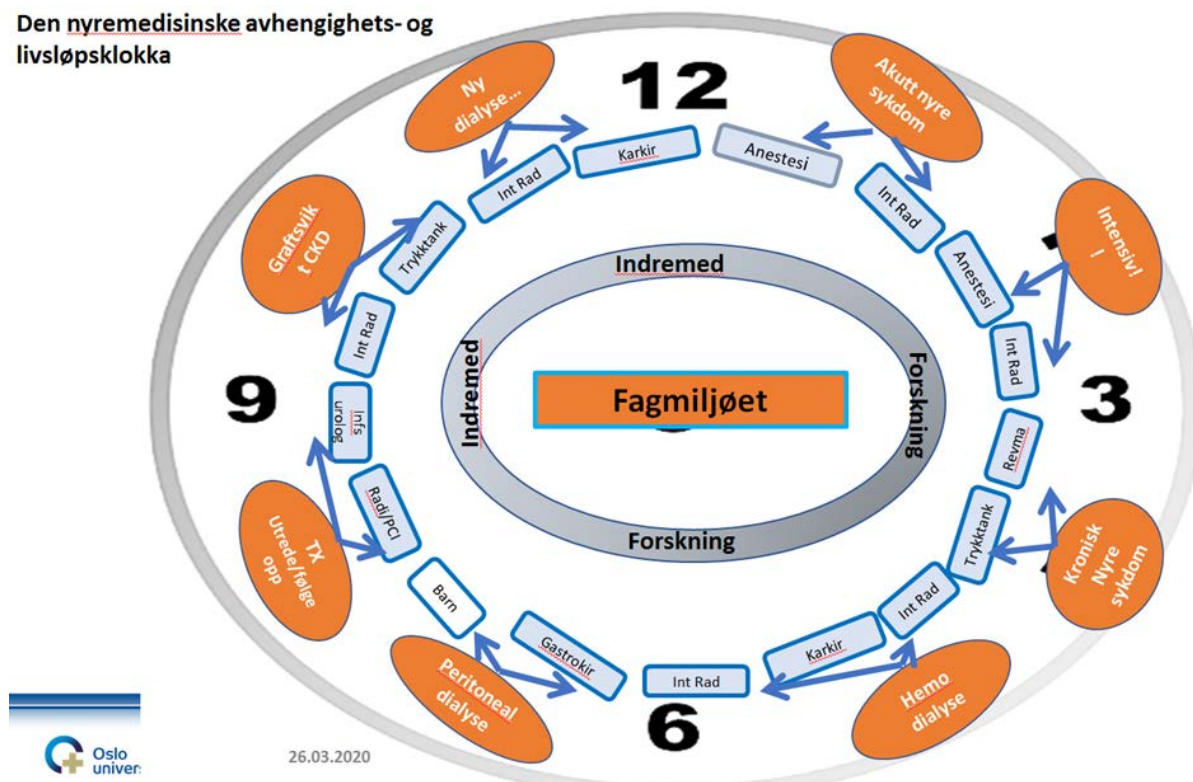 Den nyremedisinske avhengighets- og
livsløpsklokka
12
Ny
dialyse...
Akutt nyre
sykdom
Karkir
Anestesi
Int Rad
Int Rad
Graftsvik
t CKD
Trykktank
Intensiv!
!
Anestesi
Indremed
Int Rad
Int Rad
9
Indremed
Fagmiljøet
Forskning
3
infs
urolog
Revma
Radi/PCI
Trykktank
TX
Utrede/følge
opp
Forskning
Kronisk
Nyre
sykdom
Barn
Int Rad
Gastrokir
Karkir
Int Rad
Peritoneal
dialyse
Hemo
dialyse
6
Oslo
univer
26.03.2020